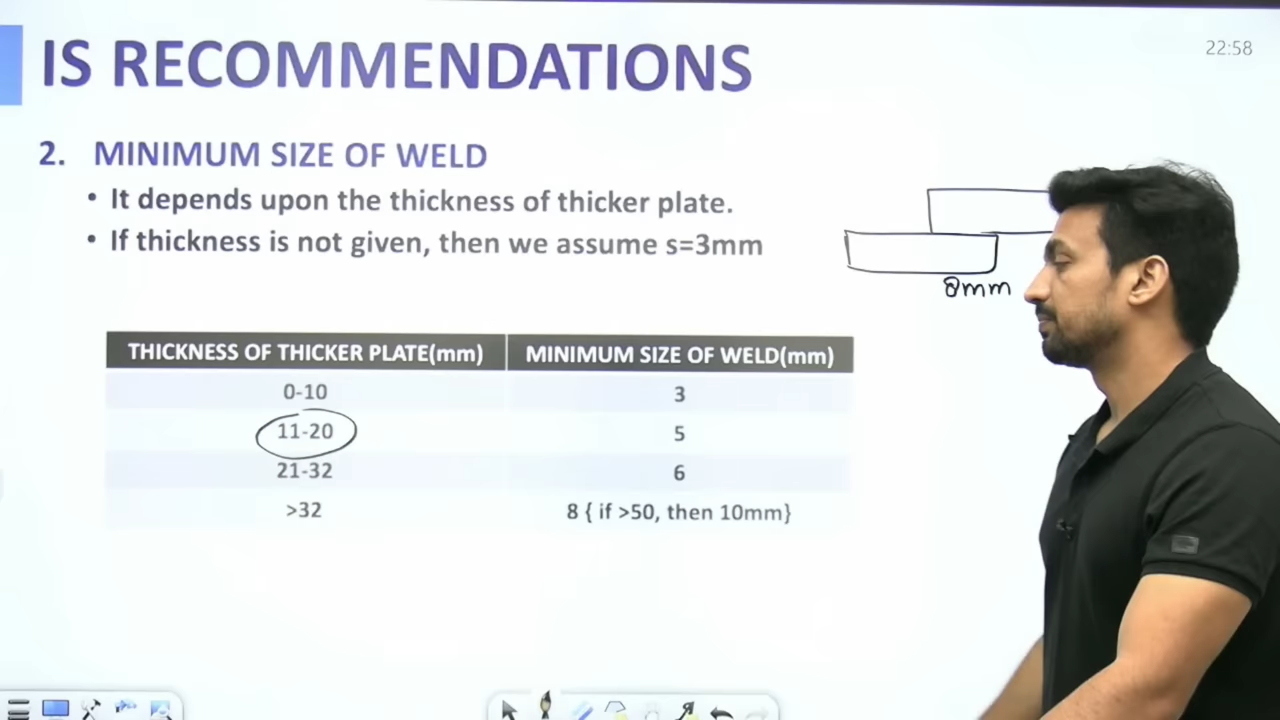 IS RECOMMENDATIONS
22:58
2. MINIMUM SIZE OF WELD
• It depends upon the thickness of thicker plate.
• If thickness is not given, then we assume s=3mm
8mm
THICKNESS OF THICKER PLATE(mm) MINIMUM SIZE OF WELD(mm)
0-10 3
11-20 5
21-32 6
>32 8 { if >50, then 10mm}